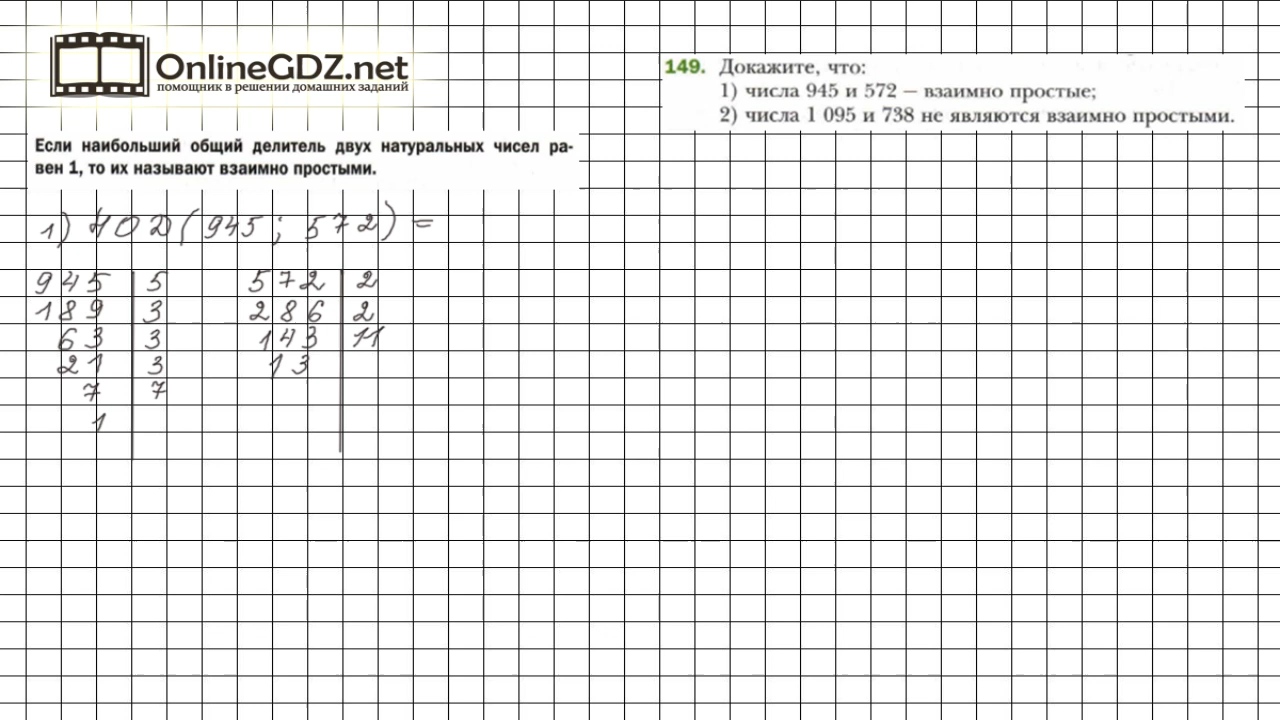 OnlineGDZ.net
помощник в решении домашних заданий
149. Докажите, что:
1) числа 945 и 572 — взаимно простые;
2) числа 1 095 и 738 не являются взаимно простыми.
Если наибольший общий делитель двух натуральных чисел ра-
вен 1, то их называют взаимно простыми.
1) НОД(945; 572) =
945 | 5 572 | 2
189 | 3 286 | 2
63 | 3 143 | 11
21 | 3 13
7 | 7
1